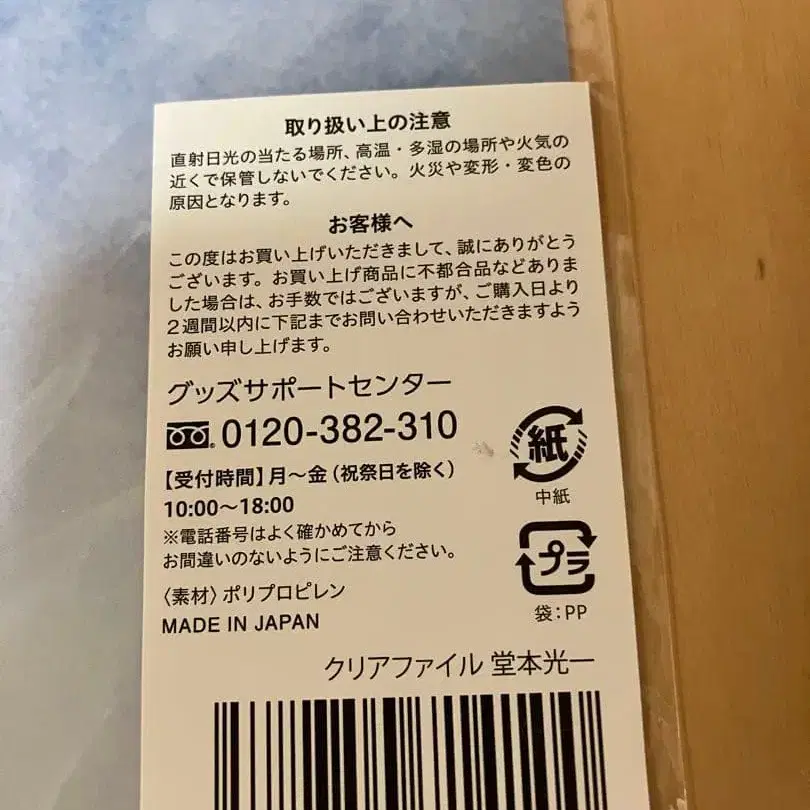 取り扱い上の注意
直射日光の当たる場所、高温・多湿の場所や火気の
近くで保管しないでください。火災や変形・変色の
原因となります。
お客様へ
この度はお買い上げいただきまして、誠にありがとう
ございます。お買い上げ商品に不都合品などありま
した場合は、お手数ではございますが、ご購入日より
2週間以内に下記までお問い合わせいただきますよう
お願い申し上げます。
グッズサポートセンター
0120-382-310
【受付時間】月〜金（祝祭日を除く）
10:00〜18:00
※電話番号はよく確かめてから
お間違いのないようにご注意ください。
〈素材〉ポリプロピレン
MADE IN JAPAN
紙
中紙
プラ
袋：PP
クリアファイル 堂本光一